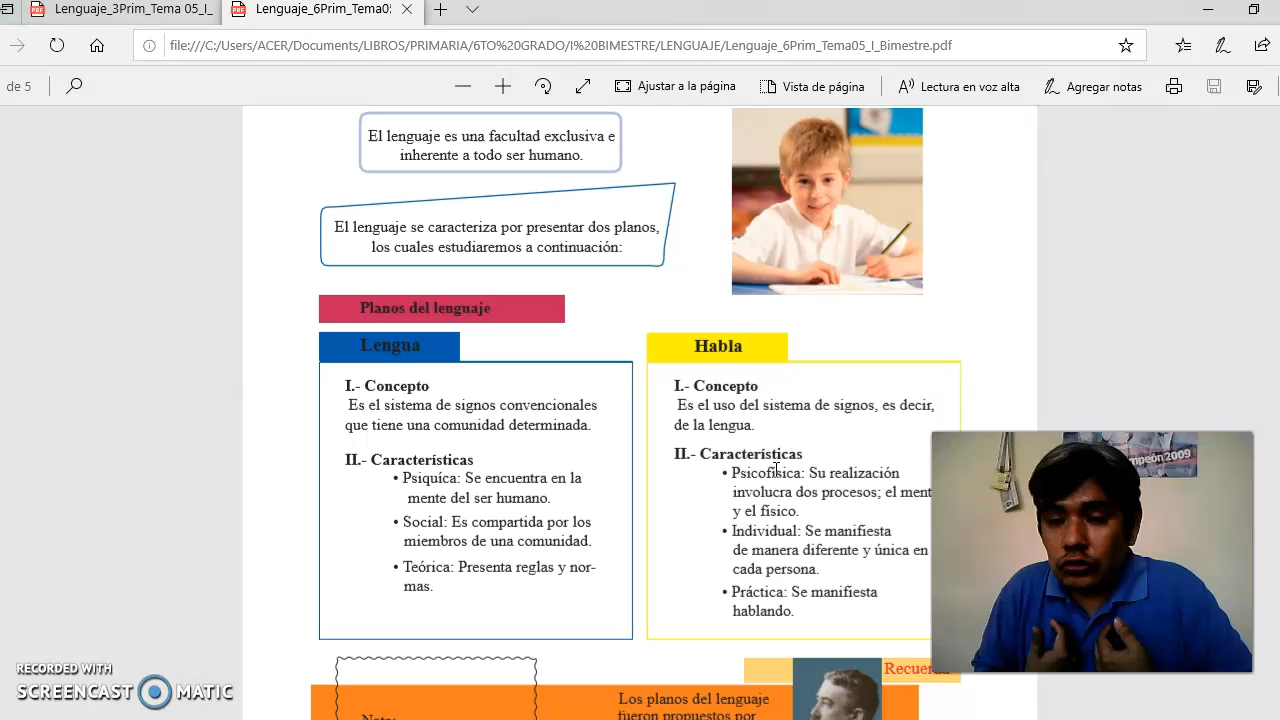 Lenguaje_3Prim_Tema 05_I_
Lenguaje_6Prim_Tema0
file:///C:/Users/ACER/Documents/LIBROS/PRIMARIA/6TO%20GRADO/I%20BIMESTRE/LENGUAJE/Lenguaje_6Prim_Tema05_I_Bimestre.pdf
de 5
Ajustar a la página
Vista de página
Lectura en voz alta
Agregar notas
El lenguaje es una facultad exclusiva e
inherente a todo ser humano.
El lenguaje se caracteriza por presentar dos planos,
los cuales estudiaremos a continuación:
Planos del lenguaje
Lengua
I.- Concepto
Es el sistema de signos convencionales
que tiene una comunidad determinada.
II.- Características
• Psiquíca: Se encuentra en la
mente del ser humano.
• Social: Es compartida por los
miembros de una comunidad.
• Teórica: Presenta reglas y nor-
mas.
Habla
I.- Concepto
Es el uso del sistema de signos, es decir,
de la lengua.
II.- Características
• Psicofísica: Su realización
involucra dos procesos; el ment
y el físico.
• Individual: Se manifiesta
de manera diferente y única en
cada persona.
• Práctica: Se manifiesta
hablando.
mpeón2009
RECORDED WITH
SCREENCAST MATIC
Nota:
Los planos del lenguaje
fueron propuestos por
Recuerda